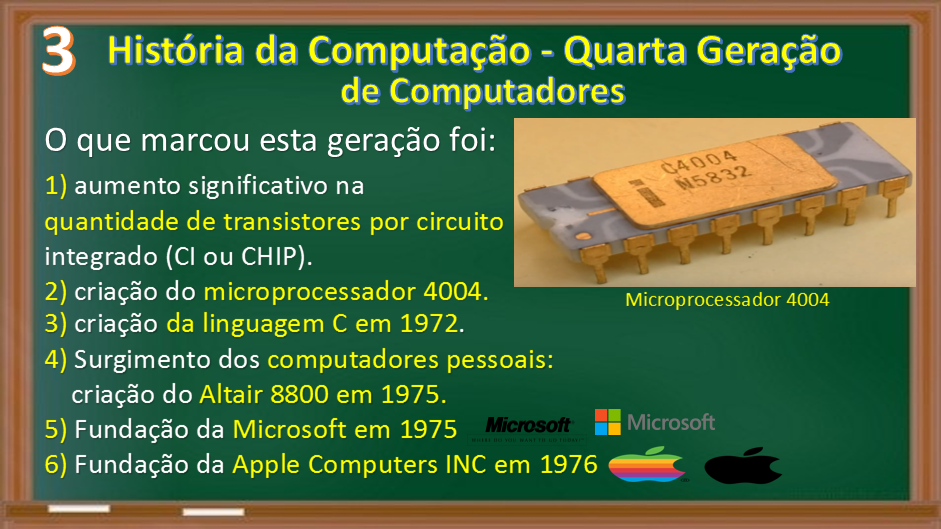 3
História da Computação - Quarta Geração
de Computadores
O que marcou esta geração foi:
1) aumento significativo na
quantidade de transistores por circuito
integrado (CI ou CHIP).
2) criação do microprocessador 4004.
3) criação da linguagem C em 1972.
4) Surgimento dos computadores pessoais:
criação do Altair 8800 em 1975.
5) Fundação da Microsoft em 1975
6) Fundação da Apple Computers INC em 1976
C4004
N5832
Microprocessador 4004
Microsoft
Microsoft